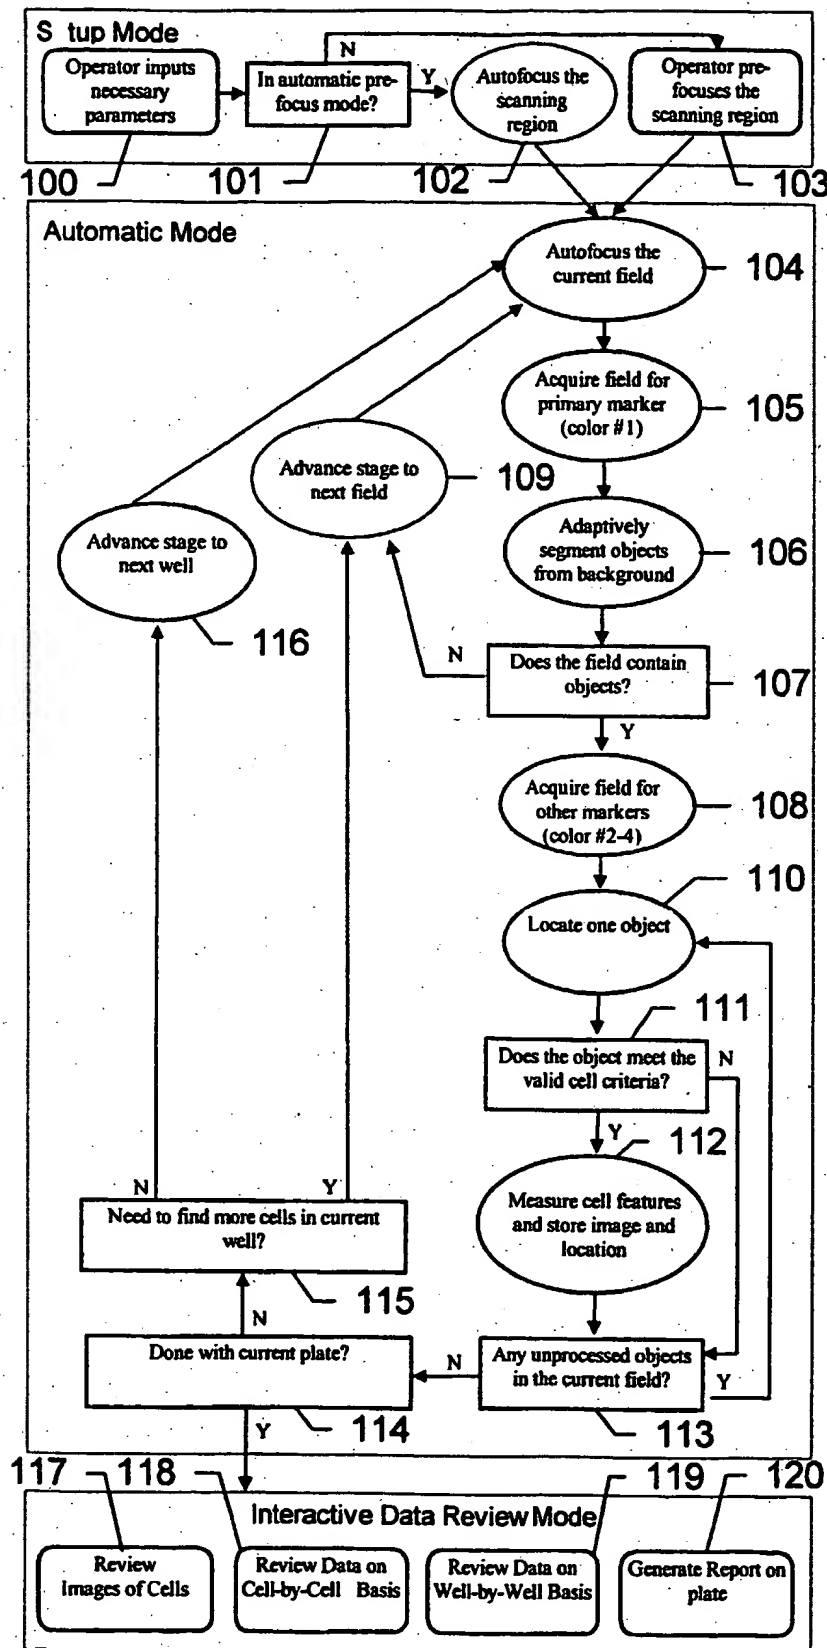 S tup Mode
N
Operator inputs
necessary
parameters
In automatic pre-
focus mode?
Y
Autofocus the
scanning
region
Operator pre-
focuses the
scanning region
100
101
102
103
Automatic Mode
Autofocus the
current field
104
Acquire field for
primary marker
(color #1)
105
Advance stage to
next field
109
Adaptively
segment objects
from background
106
Advance stage to
next well
116
N
Does the field contain
objects?
107
Y
Acquire field for
other markers
(color #2-4)
108
110
Locate one object
111
Does the object meet the
valid cell criteria?
N
Y
112
Measure cell features
and store image and
location
N
Y
Need to find more cells in current
well?
115
N
Done with current plate?
N
Any unprocessed objects
in the current field?
Y
Y
114
113
117
118
119
120
Interactive Data Review Mode
Review
Images of Cells
Review Data on
Cell-by-Cell Basis
Review Data on
Well-by-Well Basis
Generate Report on
plate